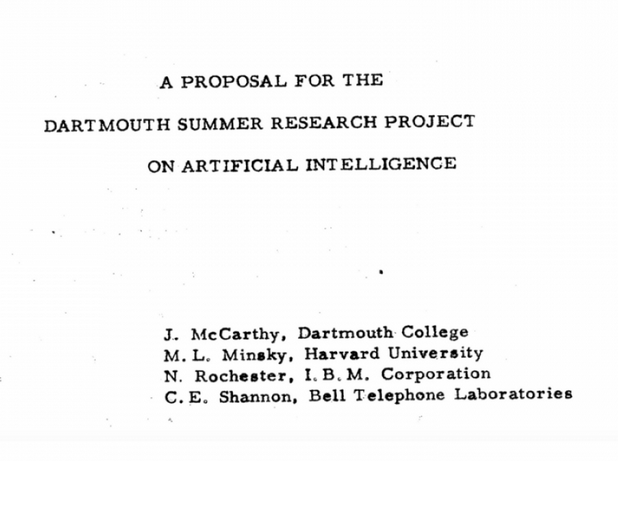 A PROPOSAL FOR THE
DARTMOUTH SUMMER RESEARCH PROJECT
ON ARTIFICIAL INTELLIGENCE
J. McCarthy, Dartmouth College
M. L. Minsky, Harvard University
N. Rochester, I.B.M. Corporation
C. E. Shannon, Bell Telephone Laboratories